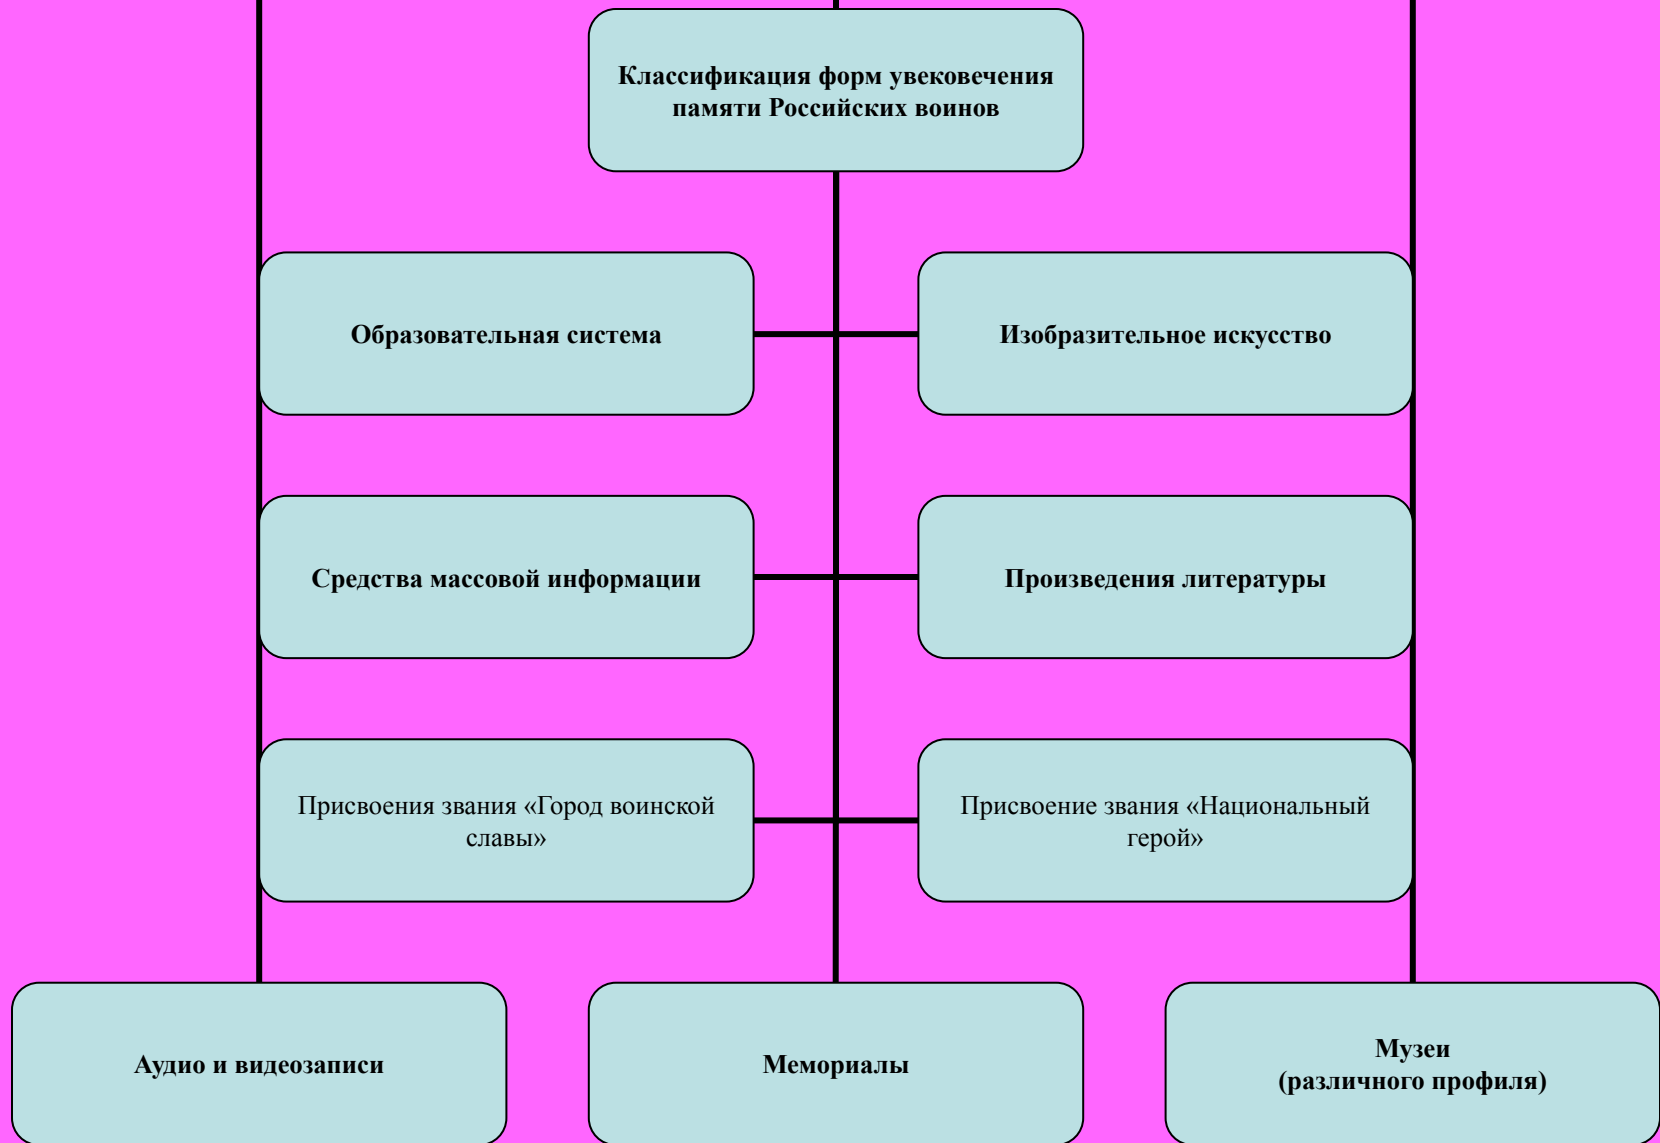 Классификация форм увековечения
памяти Российских воинов
Образовательная система
Изобразительное искусство
Средства массовой информации
Произведения литературы
Присвоения звания «Город воинской
славы»
Присвоение звания «Национальный
герой»
Аудио и видеозаписи
Мемориалы
Музеи
(различного профиля)